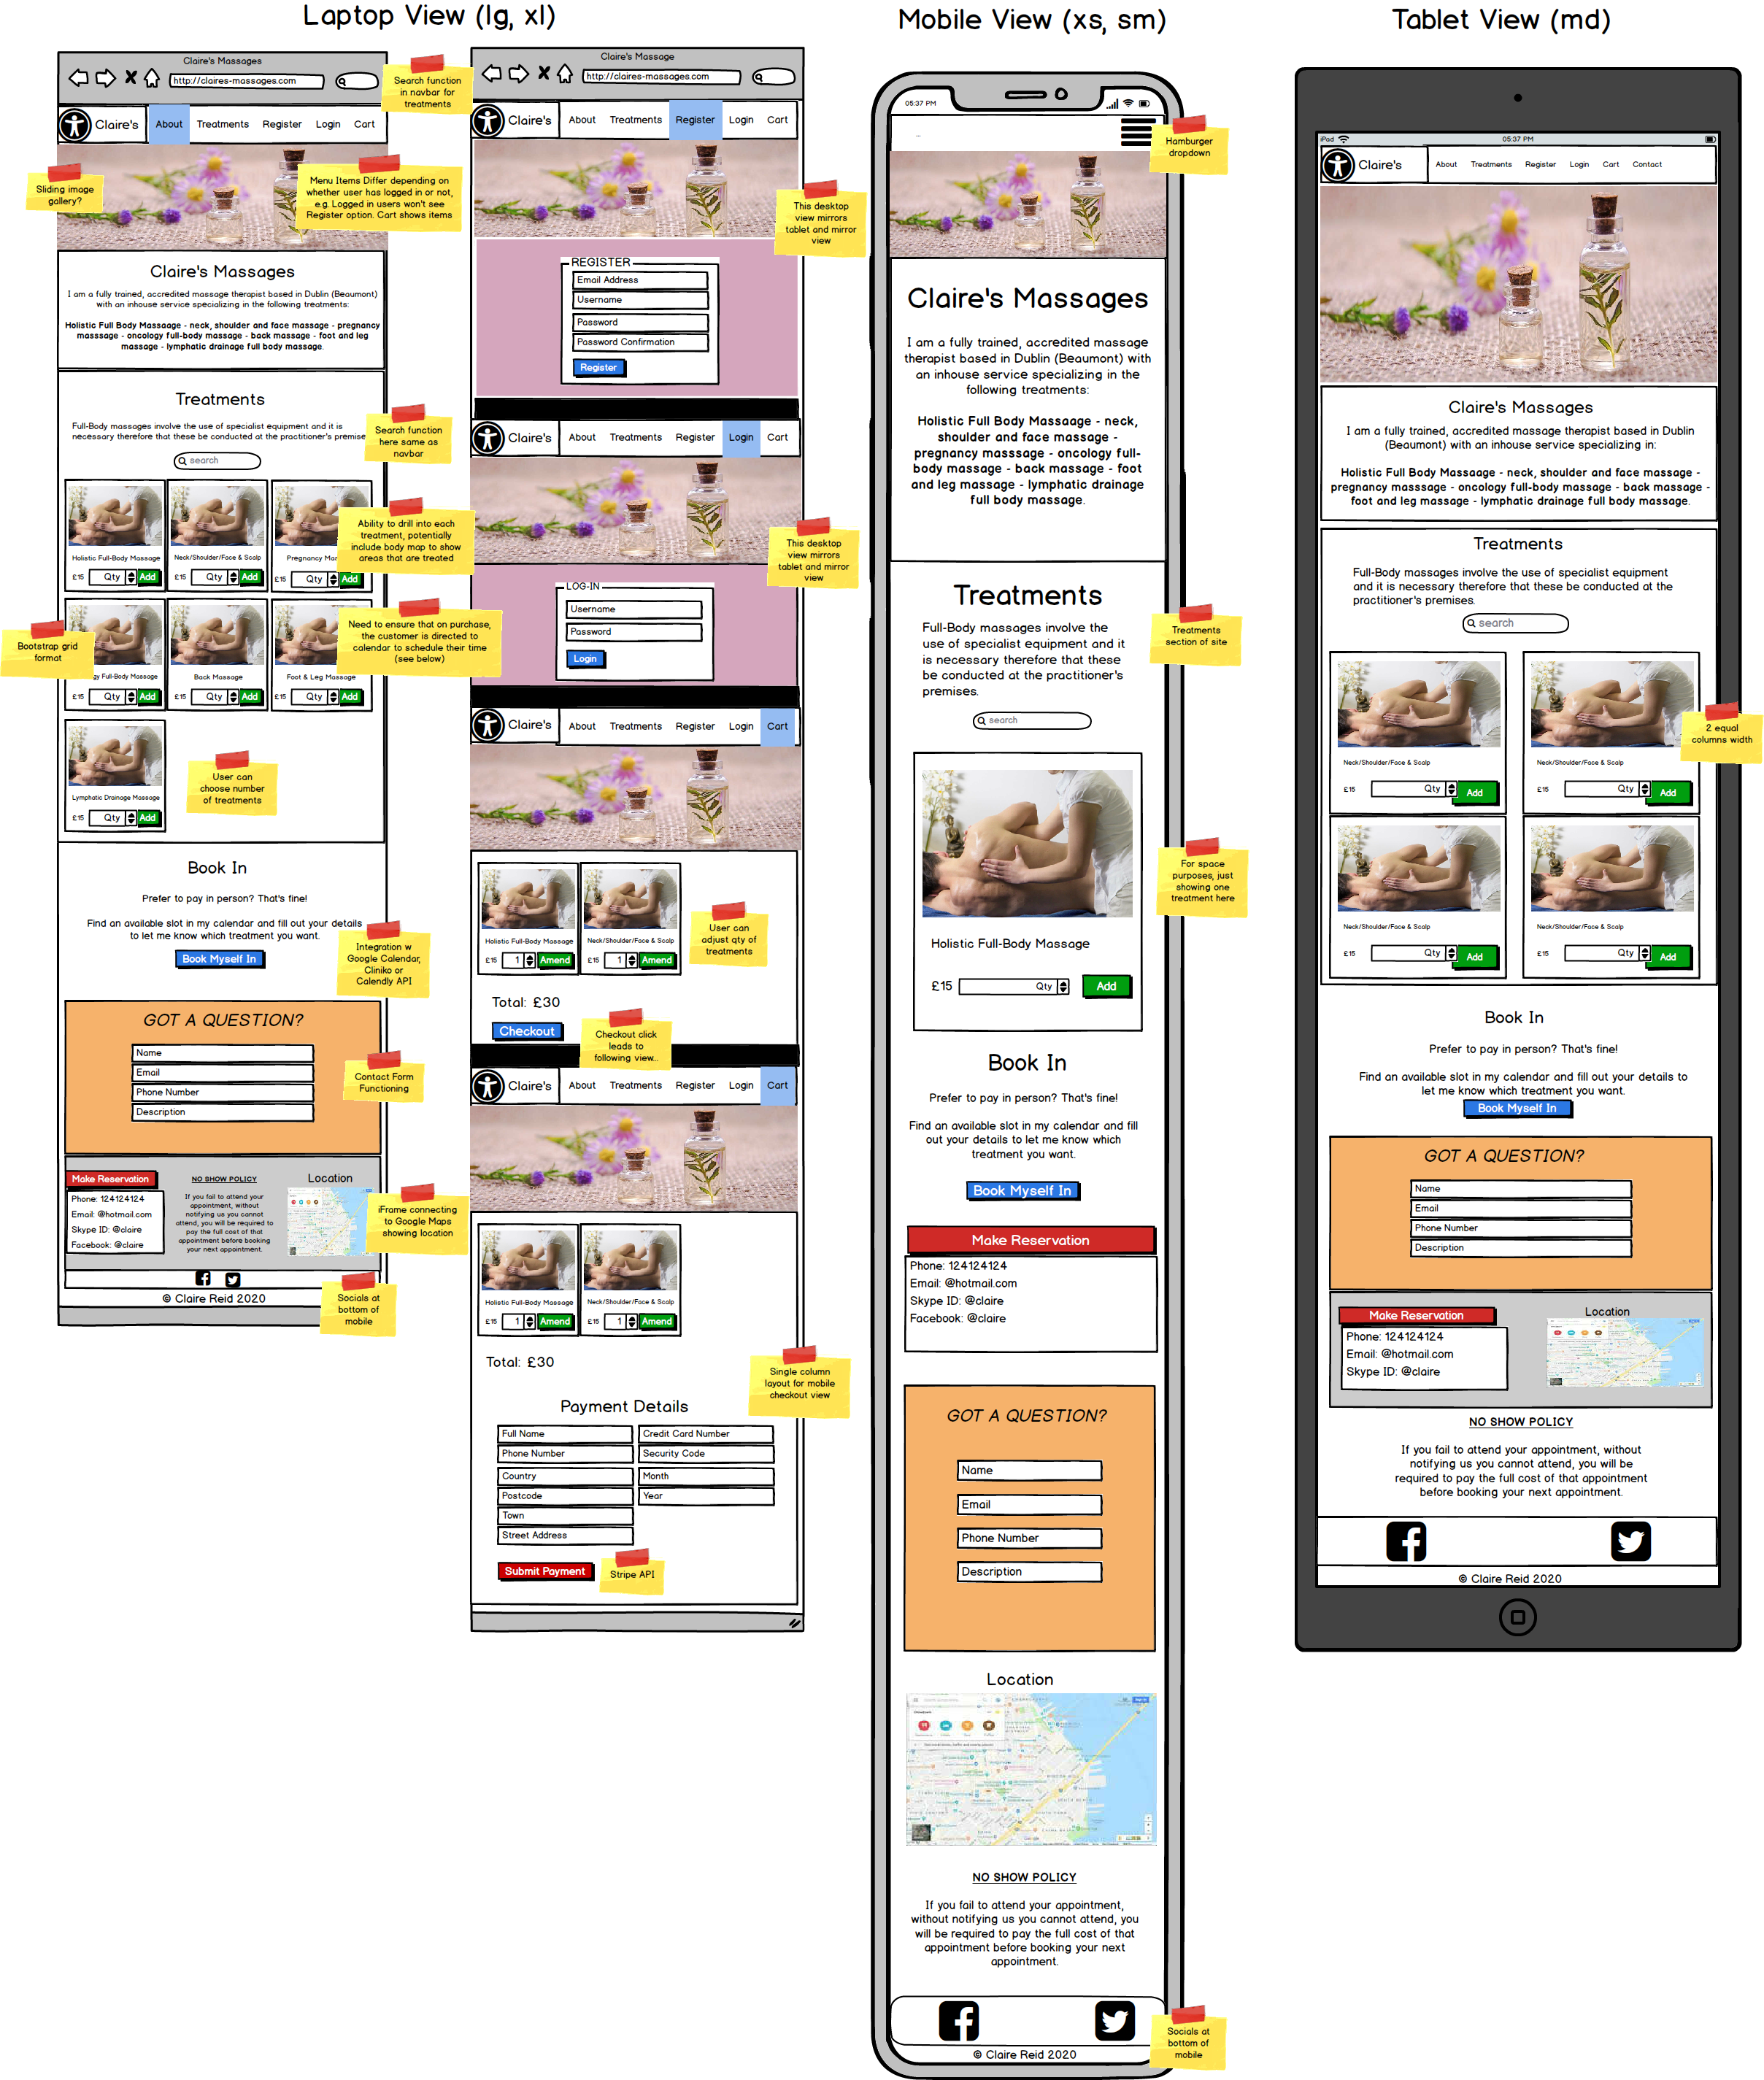 Laptop View (lg, xl)
Mobile View (xs, sm)
Tablet View (md)
Claire's Massages
http://claires-massages.com
Search function
in navbar for
treatments
Claire's
About
Treatments
Register
Login
Cart
Sliding image
gallery?
Menu Items Differ depending on
whether user has logged in or not,
e.g. Logged in users won't see
Register option. Cart shows items
Claire's Massages
I am a fully trained, accredited massage therapist based in Dublin (Beaumont)
with an inhouse service specializing in the following treatments:
Holistic Full Body Massaage - neck, shoulder and face massage - pregnancy
masssage - oncology full-body massage - back massage - foot and leg
massage - lymphatic drainage full body massage.
Treatments
Full-Body massages involve the use of specialist equipment and it is
necessary therefore that these be conducted at the practitioner's premise
Search function
here same as
navbar
search
Holistic Full-Body Massage
£15 Qty Add
Neck/Shoulder/Face & Scalp
£15 Qty Add
Pregnancy Mas
£15 Qty Add
Ability to drill into each
treatment, potentially
include body map to show
areas that are treated
Bootstrap grid
format
Need to ensure that on purchase,
the customer is directed to
calendar to schedule their time
(see below)
gy Full-Body Massage
£15 Qty Add
Back Massage
£15 Qty Add
Foot & Leg Massage
£15 Qty Add
Lymphatic Drainage Massage
£15 Qty Add
User can
choose number
of treatments
Book In
Prefer to pay in person? That's fine!
Find an available slot in my calendar and fill out your details
to let me know which treatment you want.
Book Myself In
Integration w
Google Calendar,
Cliniko or
Calendly API
GOT A QUESTION?
Name
Email
Phone Number
Description
Contact Form
Functioning
Make Reservation
Phone: 124124124
Email: @hotmail.com
Skype ID: @claire
Facebook: @claire
NO SHOW POLICY
If you fail to attend your
appointment, without
notifying us you cannot
attend, you will be required to
pay the full cost of that
appointment before booking
your next appointment.
Location
iFrame connecting
to Google Maps
showing location
© Claire Reid 2020
Socials at
bottom of
mobile
Claire's Massage
http://claires-massages.com
Claire's
About
Treatments
Register
Login
Cart
This desktop
view mirrors
tablet and mirror
view
REGISTER
Email Address
Username
Password
Password Confirmation
Register
Claire's
About
Treatments
Register
Login
Cart
This desktop
view mirrors
tablet and mirror
view
LOG-IN
Username
Password
Login
Claire's
About
Treatments
Register
Login
Cart
Holistic Full-Body Massage
£15 1 Amend
Neck/Shoulder/Face & Scalp
£15 1 Amend
User can
adjust qty of
treatments
Total: £30
Checkout
Checkout click
leads to
following view...
Claire's
About
Treatments
Register
Login
Cart
Holistic Full-Body Massage
£15 1 Amend
Neck/Shoulder/Face & Scalp
£15 1 Amend
Total: £30
Single column
layout for mobile
checkout view
Payment Details
Full Name
Phone Number
Country
Postcode
Town
Street Address
Credit Card Number
Security Code
Month
Year
Submit Payment
Stripe API
05:37 PM
Hamburger
dropdown
Claire's Massages
I am a fully trained, accredited massage
therapist based in Dublin (Beaumont) with
an inhouse service specializing in the
following treatments:
Holistic Full Body Massaage - neck,
shoulder and face massage -
pregnancy masssage - oncology full-
body massage - back massage - foot
and leg massage - lymphatic drainage
full body massage.
Treatments
Full-Body massages involve the
use of specialist equipment and it
is necessary therefore that these
be conducted at the practitioner's
premises.
Treatments
section of site
search
For space
purposes, just
showing one
treatment here
Holistic Full-Body Massage
£15 Qty Add
Book In
Prefer to pay in person? That's fine!
Find an available slot in my calendar and fill
out your details to let me know which
treatment you want.
Book Myself In
Make Reservation
Phone: 124124124
Email: @hotmail.com
Skype ID: @claire
Facebook: @claire
GOT A QUESTION?
Name
Email
Phone Number
Description
Location
NO SHOW POLICY
If you fail to attend your appointment,
without notifying us you cannot attend, you
will be required to pay the full cost of that
appointment before booking your next
appointment.
Socials at
bottom of
mobile
© Claire Reid 2020
iPad
05:37 PM
Claire's
About
Treatments
Register
Login
Cart
Contact
Claire's Massages
I am a fully trained, accredited massage therapist based in Dublin
(Beaumont) with an inhouse service specializing in:
Holistic Full Body Massaage - neck, shoulder and face massage -
pregnancy masssage - oncology full-body massage - back massage -
foot and leg massage - lymphatic drainage full body massage.
Treatments
Full-Body massages involve the use of specialist equipment
and it is necessary therefore that these be conducted at the
practitioner's premises.
search
2 equal
columns width
Neck/Shoulder/Face & Scalp
£15 Qty Add
Neck/Shoulder/Face & Scalp
£15 Qty Add
Neck/Shoulder/Face & Scalp
£15 Qty Add
Neck/Shoulder/Face & Scalp
£15 Qty Add
Book In
Prefer to pay in person? That's fine!
Find an available slot in my calendar and fill out your details to
let me know which treatment you want.
Book Myself In
GOT A QUESTION?
Name
Email
Phone Number
Description
Make Reservation
Phone: 124124124
Email: @hotmail.com
Skype ID: @claire
Location
NO SHOW POLICY
If you fail to attend your appointment, without
notifying us you cannot attend, you will be
required to pay the full cost of that appointment
before booking your next appointment.
© Claire Reid 2020